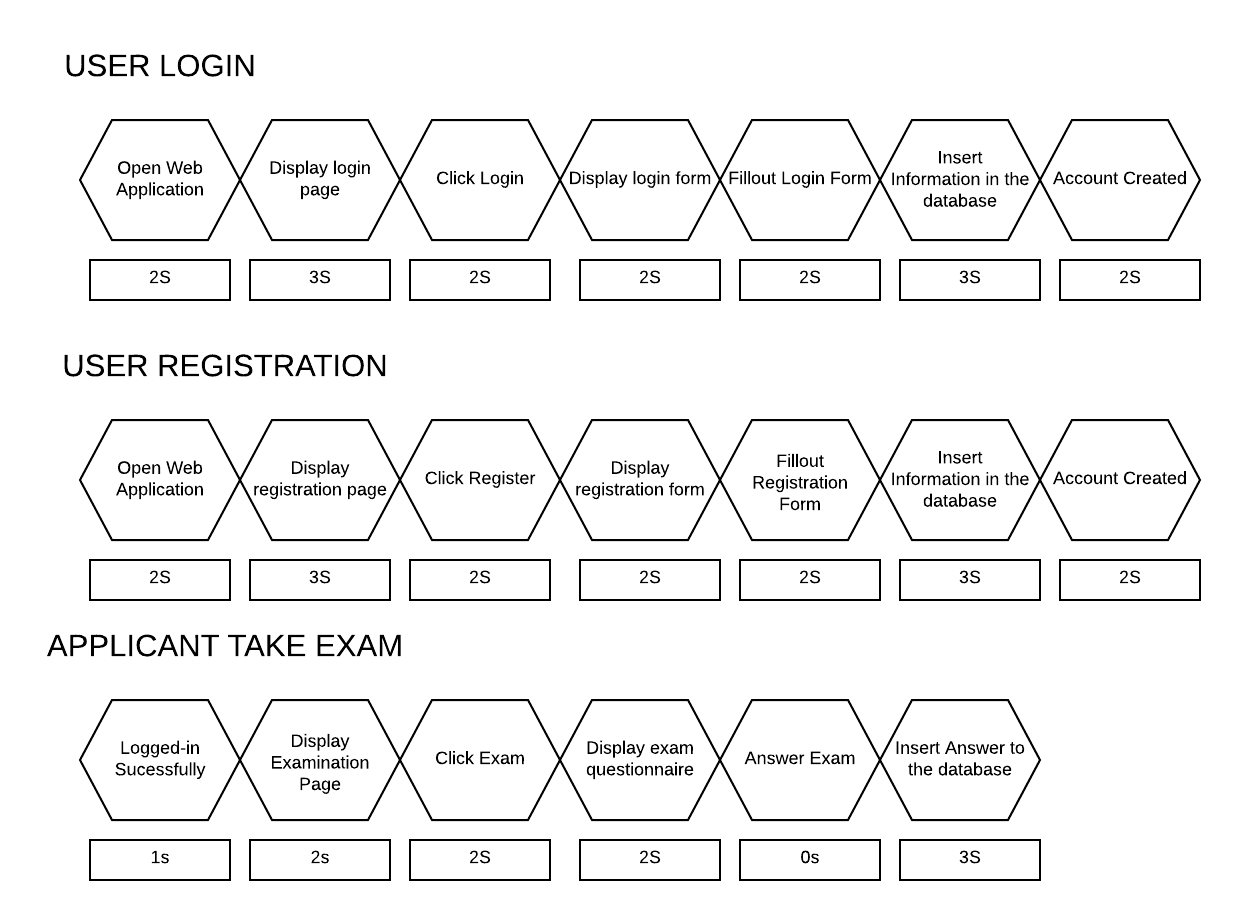 USER LOGIN
Open Web
Application
Display login
page
Click Login
Display login form
Fillout Login Form
Insert
Information in the
database
Account Created
2S
3S
2S
2S
2S
3S
2S
USER REGISTRATION
Open Web
Application
Display
registration page
Click Register
Display
registration form
Fillout
Registration
Form
Insert
Information in the
database
Account Created
2S
3S
2S
2S
2S
3S
2S
APPLICANT TAKE EXAM
Logged-in
Sucessfully
Display
Examination
Page
Click Exam
Display exam
questionnaire
Answer Exam
Insert Answer to
the database
1s
2s
2S
2S
0s
3S